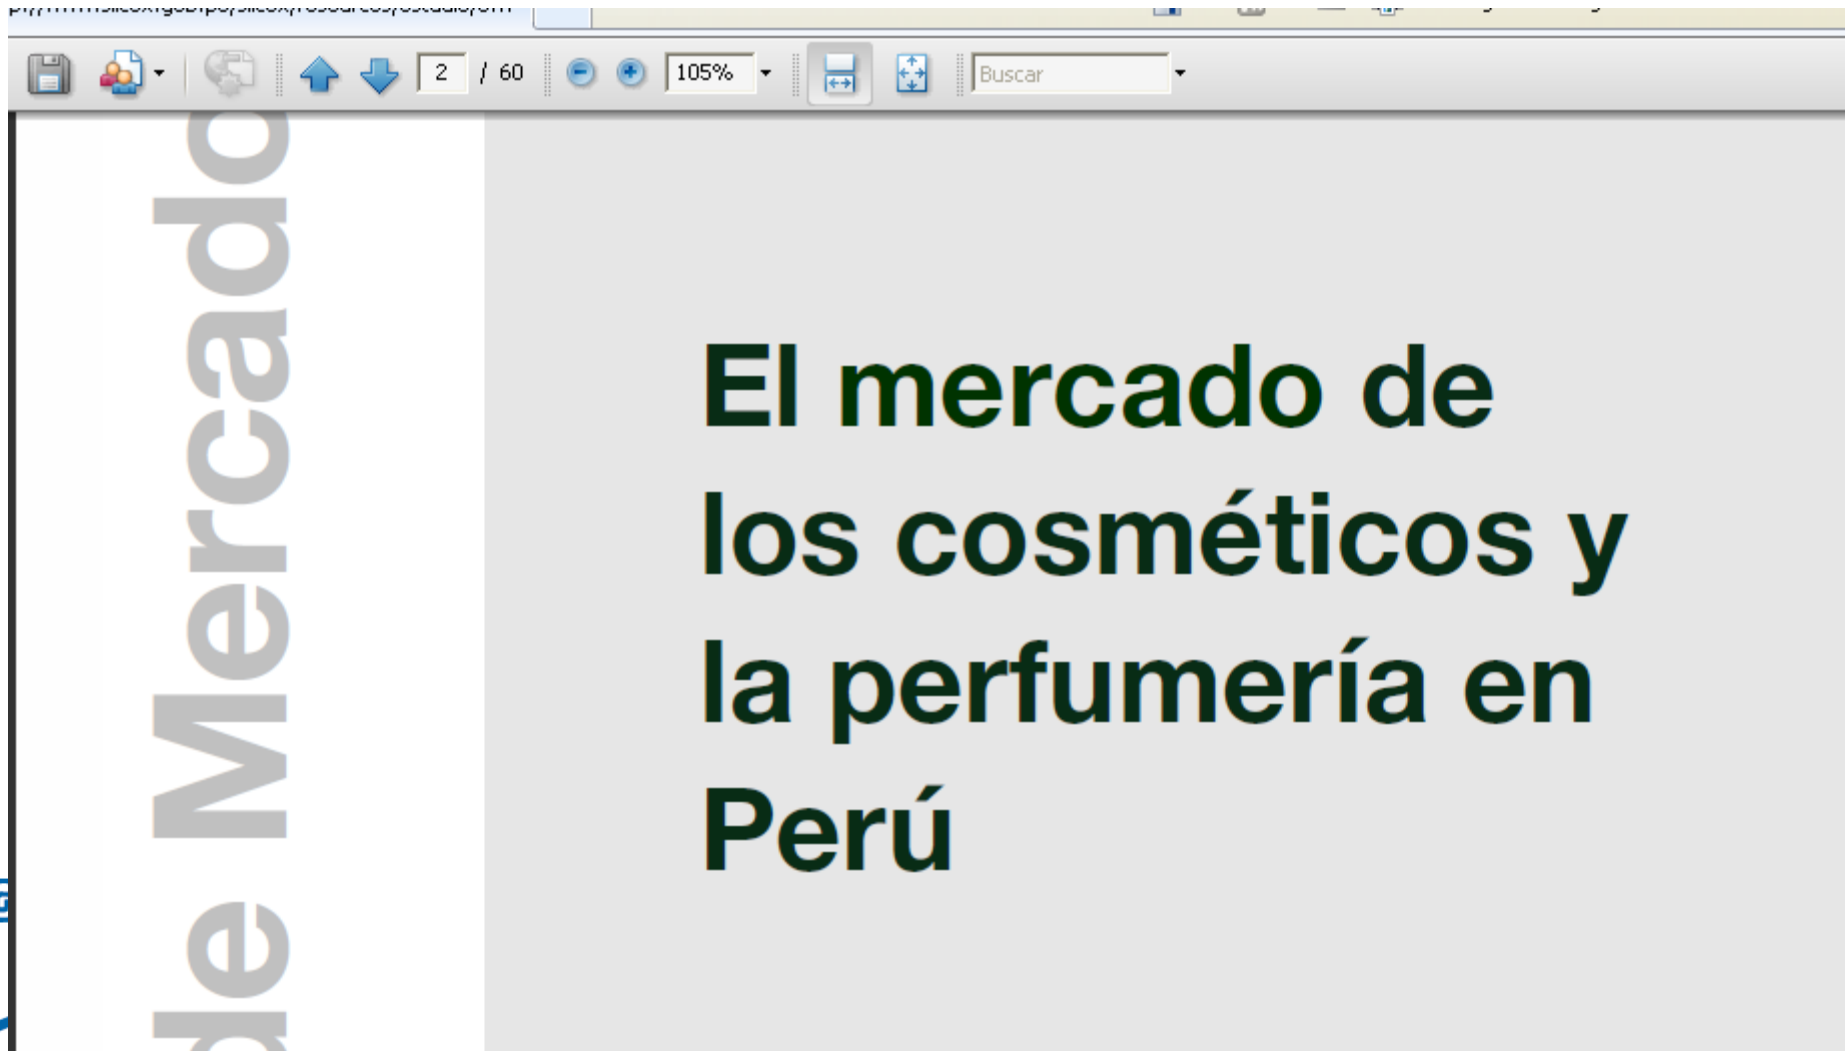 2 / 60
105%
Buscar
de Mercado
El mercado de
los cosméticos y
la perfumería en
Perú